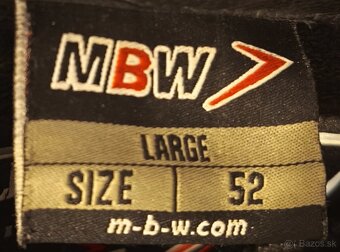 MBW
LARGE
SIZE 52
m-b-w.com
Bazos.sk